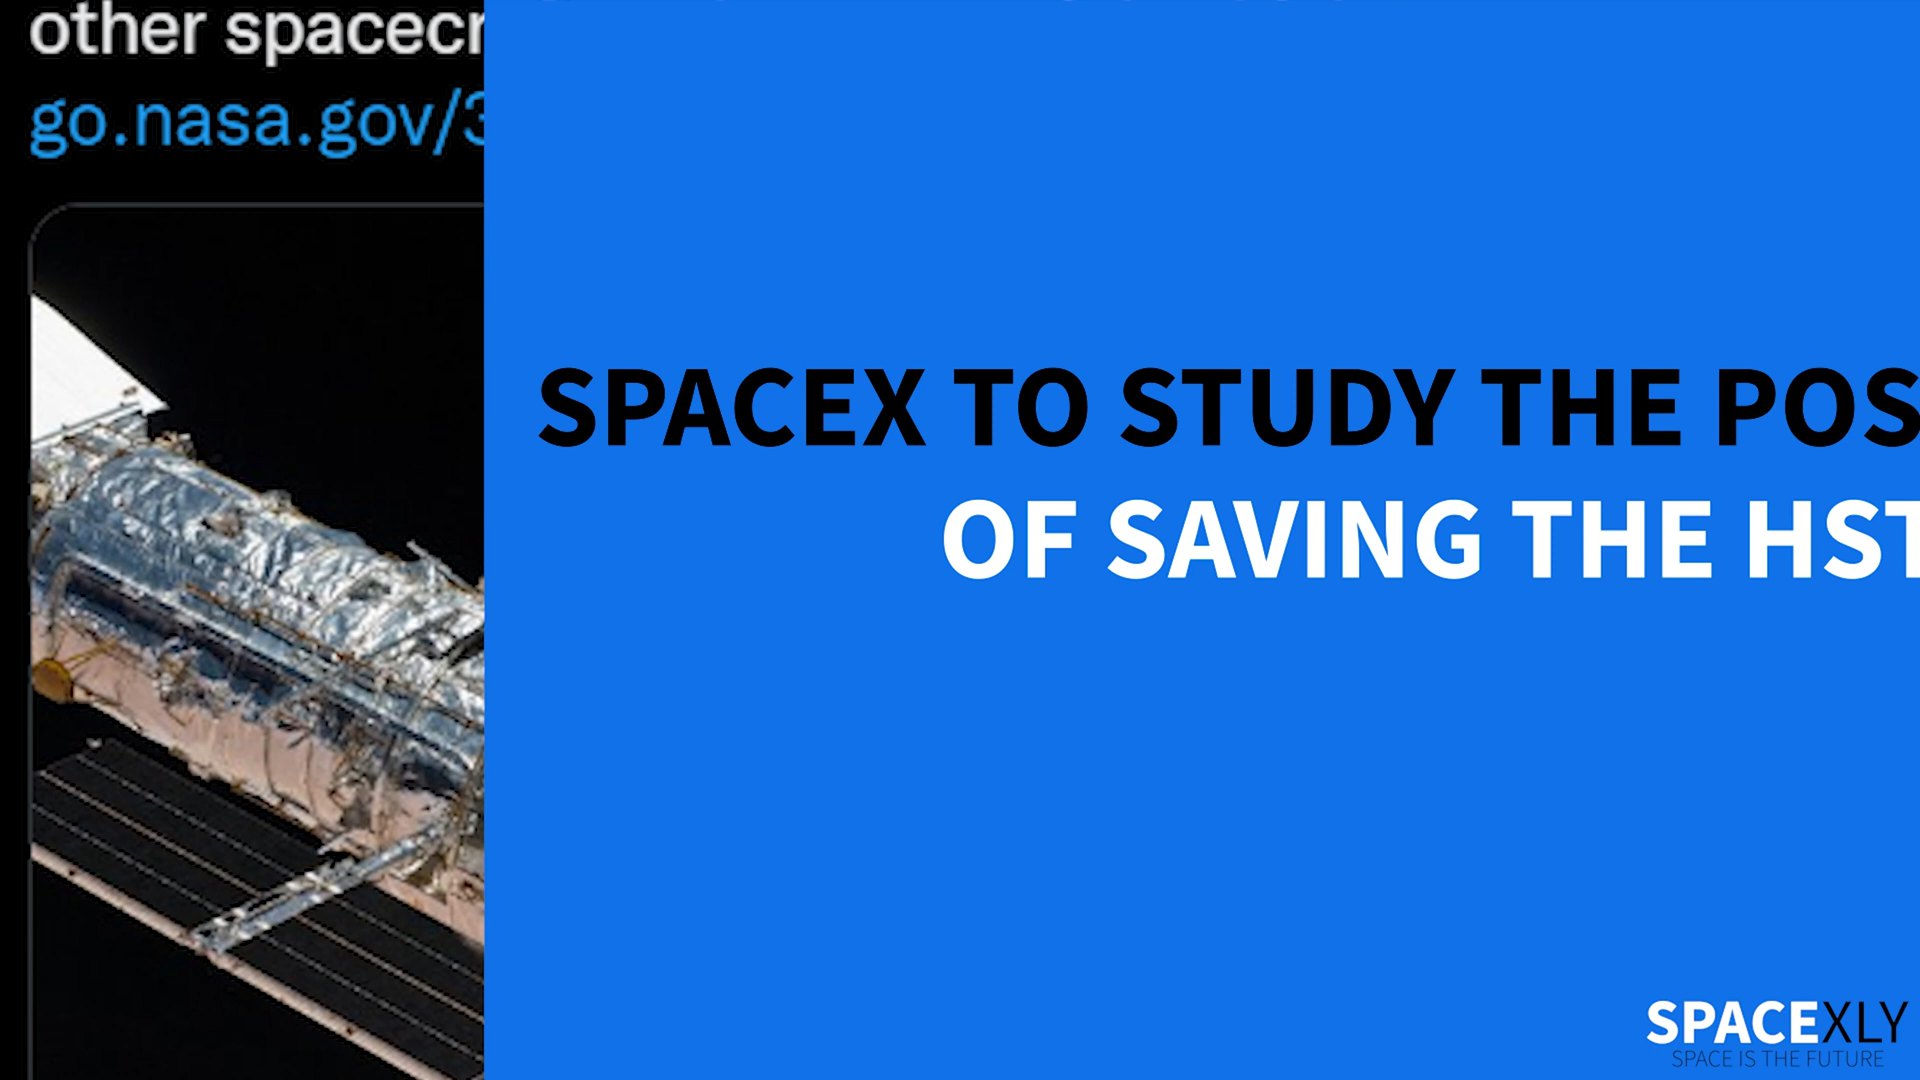 other spacecr
go.nasa.gov/3
SPACEX TO STUDY THE POS
OF SAVING THE HST
SPACEXLY
SPACE IS THE FUTURE